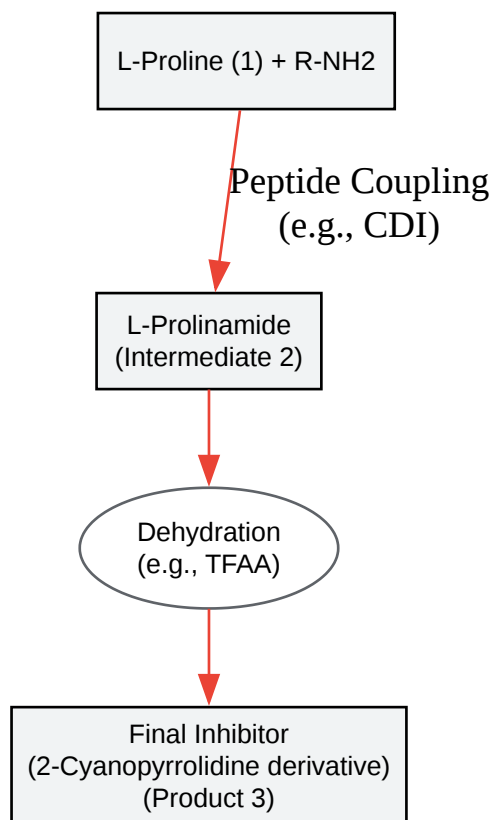 L-Proline (1) + R-NH2
Peptide Coupling
(e.g., CDI)
L-Prolinamide
(Intermediate 2)
Dehydration
(e.g., TFAA)
Final Inhibitor
(2-Cyanopyrrolidine derivative)
(Product 3)